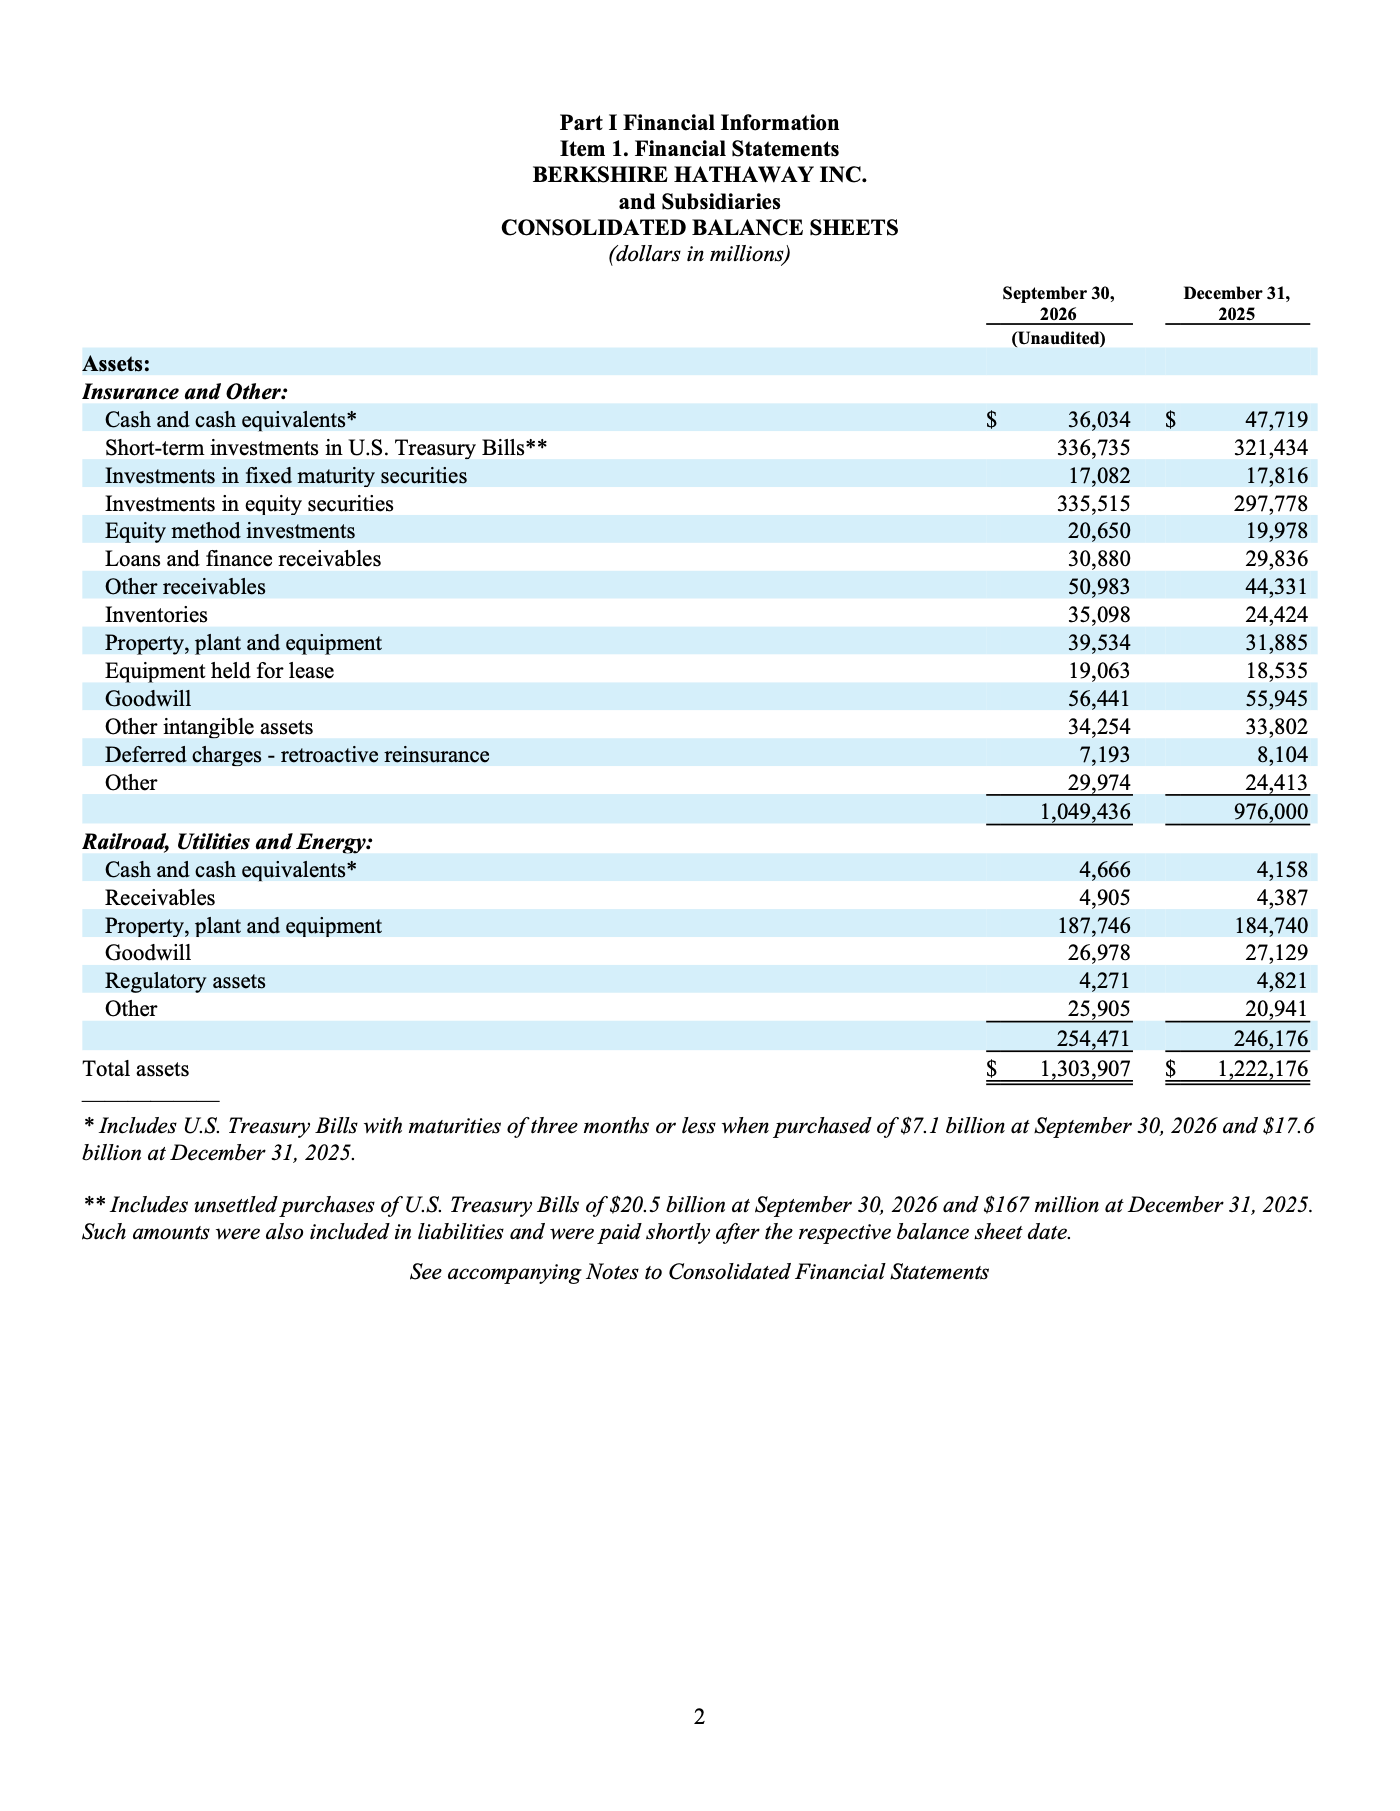 Part I Financial Information
Item 1. Financial Statements
BERKSHIRE HATHAWAY INC.
and Subsidiaries
CONSOLIDATED BALANCE SHEETS
(dollars in millions)
September 30, 2026 December 31, 2025
(Unaudited)
Assets:
Insurance and Other:
Cash and cash equivalents* $ 36,034 $ 47,719
Short-term investments in U.S. Treasury Bills** 336,735 321,434
Investments in fixed maturity securities 17,082 17,816
Investments in equity securities 335,515 297,778
Equity method investments 20,650 19,978
Loans and finance receivables 30,880 29,836
Other receivables 50,983 44,331
Inventories 35,098 24,424
Property, plant and equipment 39,534 31,885
Equipment held for lease 19,063 18,535
Goodwill 56,441 55,945
Other intangible assets 34,254 33,802
Deferred charges - retroactive reinsurance 7,193 8,104
Other 29,974 24,413
1,049,436 976,000
Railroad, Utilities and Energy:
Cash and cash equivalents* 4,666 4,158
Receivables 4,905 4,387
Property, plant and equipment 187,746 184,740
Goodwill 26,978 27,129
Regulatory assets 4,271 4,821
Other 25,905 20,941
254,471 246,176
Total assets $ 1,303,907 $ 1,222,176
* Includes U.S. Treasury Bills with maturities of three months or less when purchased of $7.1 billion at September 30, 2026 and $17.6
billion at December 31, 2025.
** Includes unsettled purchases of U.S. Treasury Bills of $20.5 billion at September 30, 2026 and $167 million at December 31, 2025.
Such amounts were also included in liabilities and were paid shortly after the respective balance sheet date.
See accompanying Notes to Consolidated Financial Statements
2